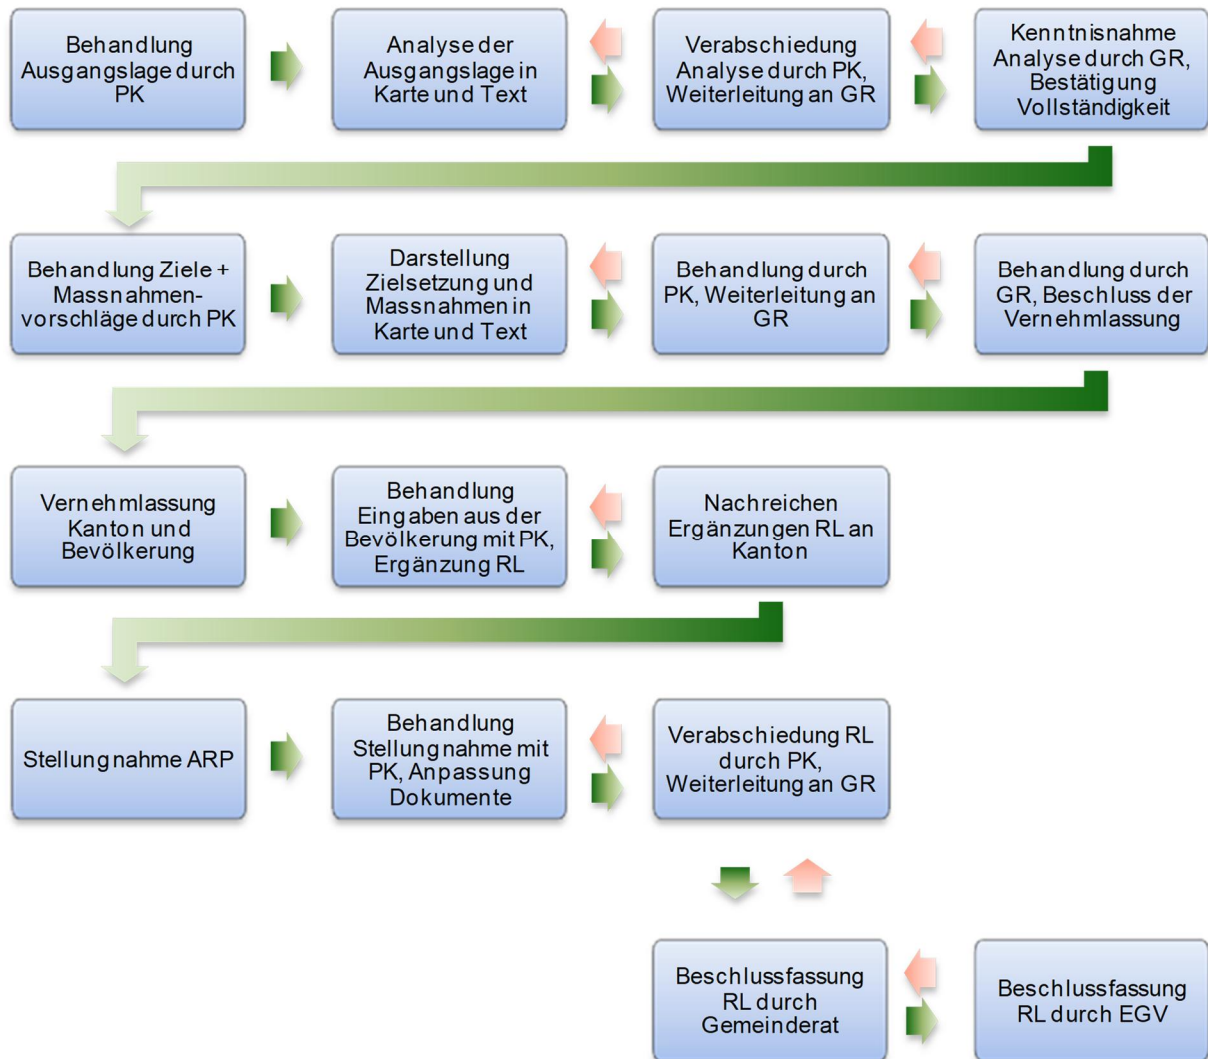 Behandlung
Ausgangslage durch
PK
Analyse der
Ausgangslage in
Karte und Text
Verabschiedung
Analyse durch PK,
Weiterleitung an GR
Kenntnisnahme
Analyse durch GR,
Bestätigung
Vollständigkeit
Behandlung Ziele +
Massnahmen-
vorschläge durch PK
Darstellung
Zielsetzung und
Massnahmen in
Karte und Text
Behandlung durch
PK, Weiterleitung an
GR
Behandlung durch
GR, Beschluss der
Vernehmlassung
Vernehmlassung
Kanton und
Bevölkerung
Behandlung
Eingaben aus der
Bevölkerung mit PK,
Ergänzung RL
Nachreichen
Ergänzungen RL an
Kanton
Stellungnahme ARP
Behandlung
Stellungnahme mit
PK, Anpassung
Dokumente
Verabschiedung RL
durch PK,
Weiterleitung an GR
Beschlussfassung
RL durch
Gemeinderat
Beschlussfassung
RL durch EGV